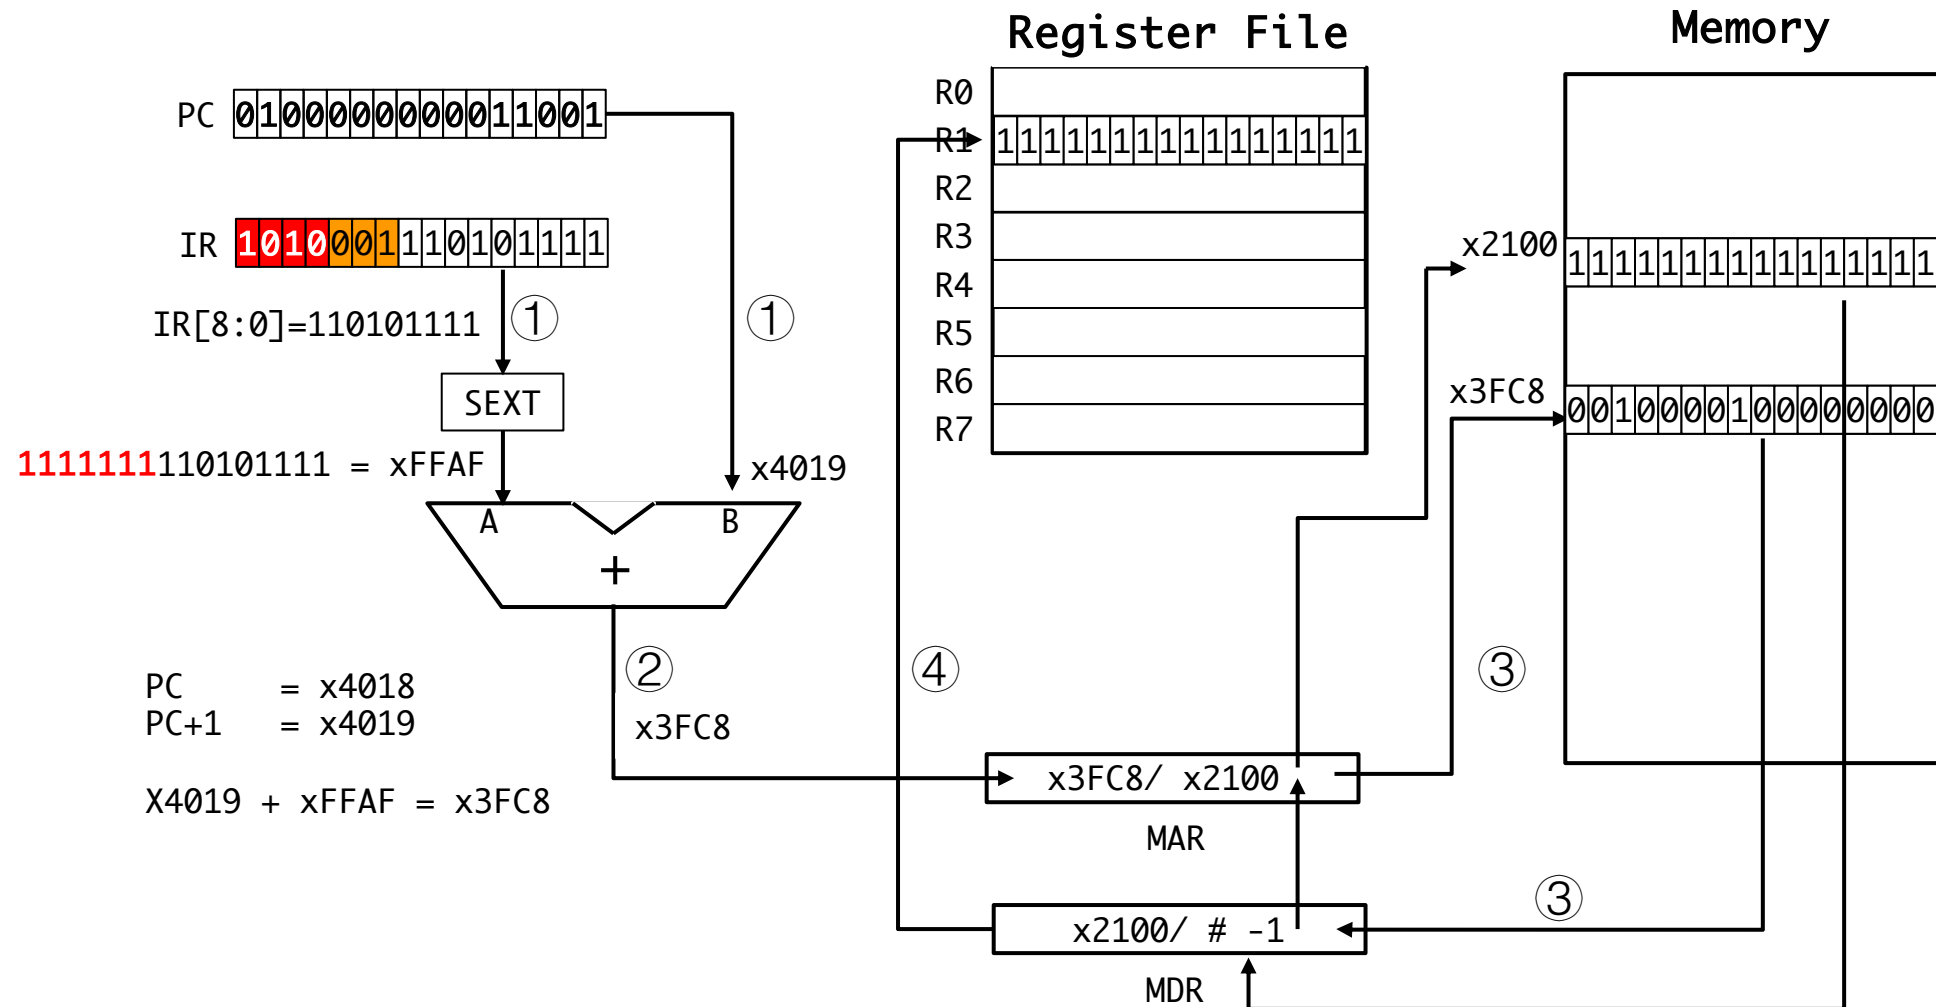 Register File
Memory
PC 0100000000011001
R0
R1 1111111111111111
R2
R3
R4
R5
R6
R7
IR 1010001110101111
x2100 1111111111111111
IR[8:0]=110101111
①
①
x3FC8 0010000100000000
SEXT
1111111110101111 = xFFAF
x4019
A
B
+
②
④
③
PC = x4018
PC+1 = x4019
x3FC8
X4019 + xFFAF = x3FC8
x3FC8/ x2100
MAR
③
x2100/ # -1
MDR